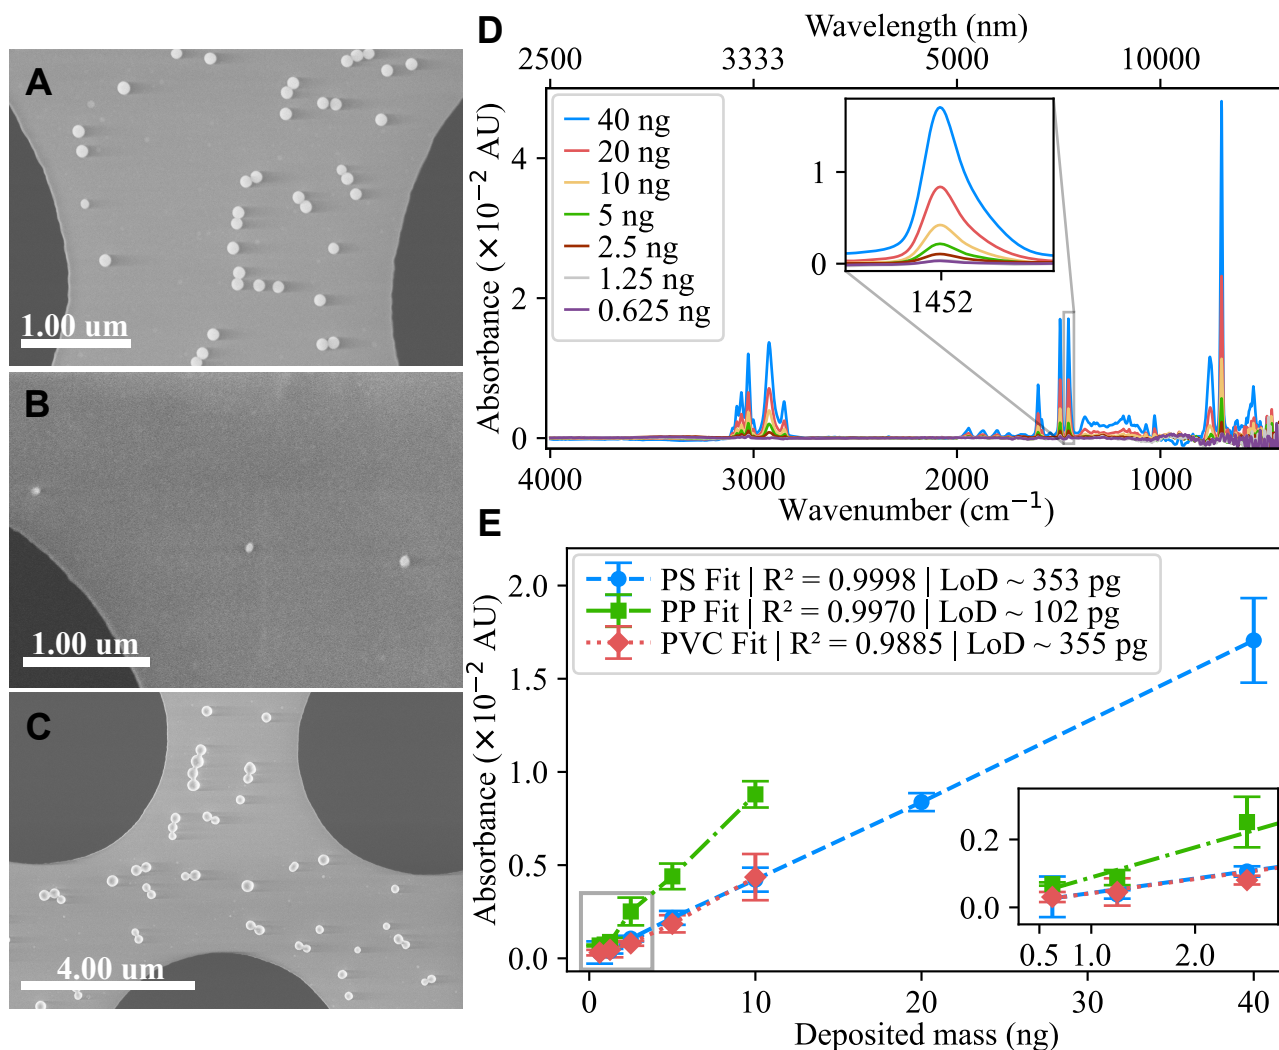 A
1.00 um
B
1.00 um
C
4.00 um
D
Wavelength (nm)
2500 3333 5000 10000
Absorbance (×10⁻² AU)
4
2
0
40 ng
20 ng
10 ng
5 ng
2.5 ng
1.25 ng
0.625 ng
1
0
1452
4000 3000 2000 1000
Wavenumber (cm⁻¹)
E
Absorbance (×10⁻² AU)
2.0
1.5
1.0
0.5
0.0
PS Fit | R² = 0.9998 | LoD ~ 353 pg
PP Fit | R² = 0.9970 | LoD ~ 102 pg
PVC Fit | R² = 0.9885 | LoD ~ 355 pg
0.2
0.0
0.5 1.0 2.0
0 10 20 30 40
Deposited mass (ng)